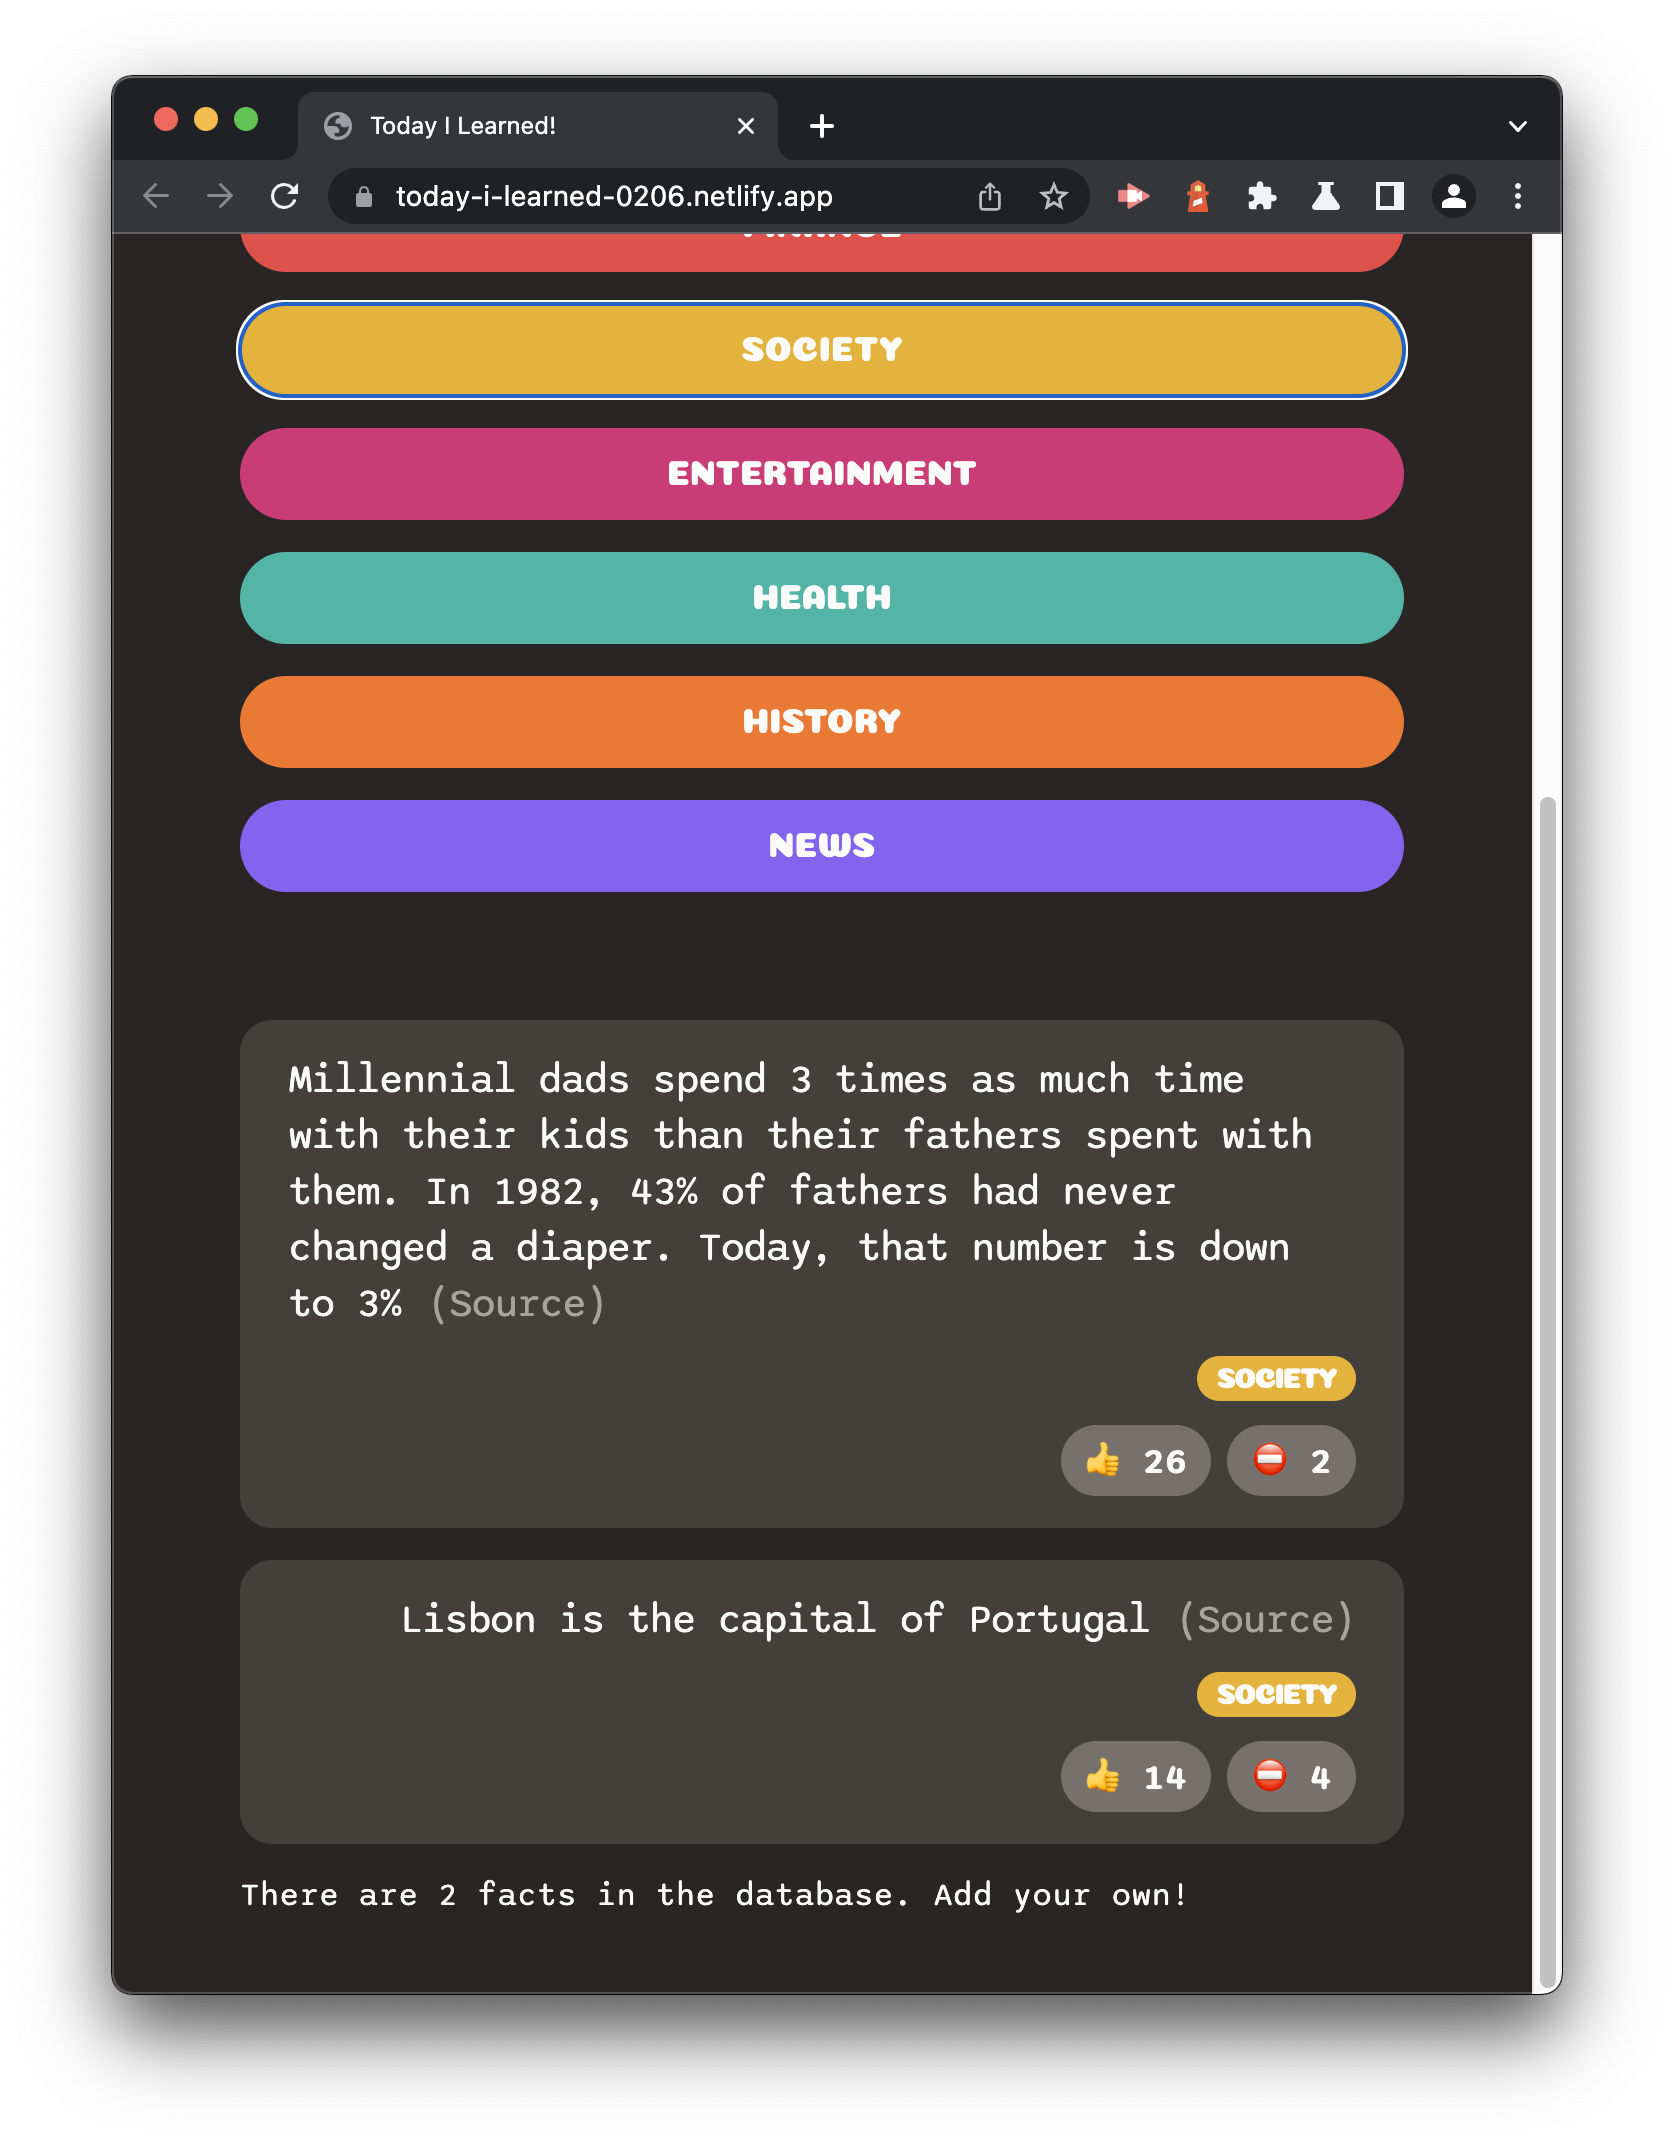 Today I Learned!
today-i-learned-0206.netlify.app
SOCIETY
ENTERTAINMENT
HEALTH
HISTORY
NEWS
Millennial dads spend 3 times as much time
with their kids than their fathers spent with
them. In 1982, 43% of fathers had never
changed a diaper. Today, that number is down
to 3% (Source)
SOCIETY
👍 26 ⛔ 2
Lisbon is the capital of Portugal (Source)
SOCIETY
👍 14 ⛔ 4
There are 2 facts in the database. Add your own!